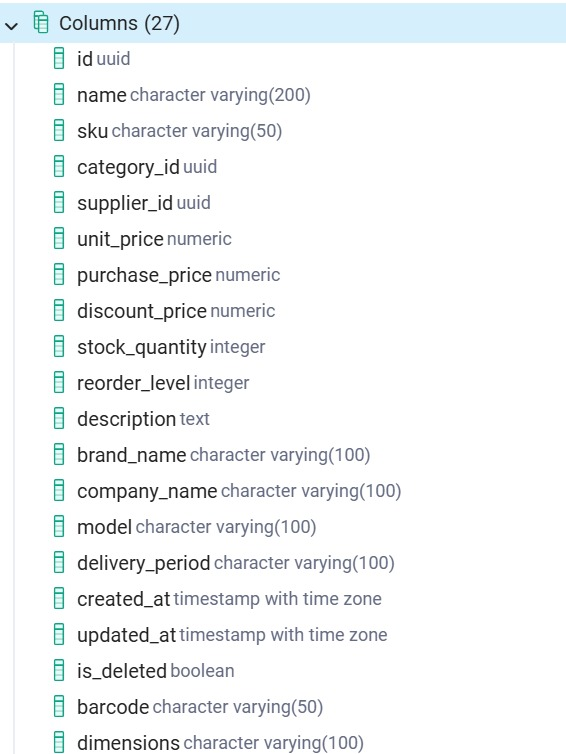 Columns (27)
id uuid
name character varying(200)
sku character varying(50)
category_id uuid
supplier_id uuid
unit_price numeric
purchase_price numeric
discount_price numeric
stock_quantity integer
reorder_level integer
description text
brand_name character varying(100)
company_name character varying(100)
model character varying(100)
delivery_period character varying(100)
created_at timestamp with time zone
updated_at timestamp with time zone
is_deleted boolean
barcode character varying(50)
dimensions character varying(100)